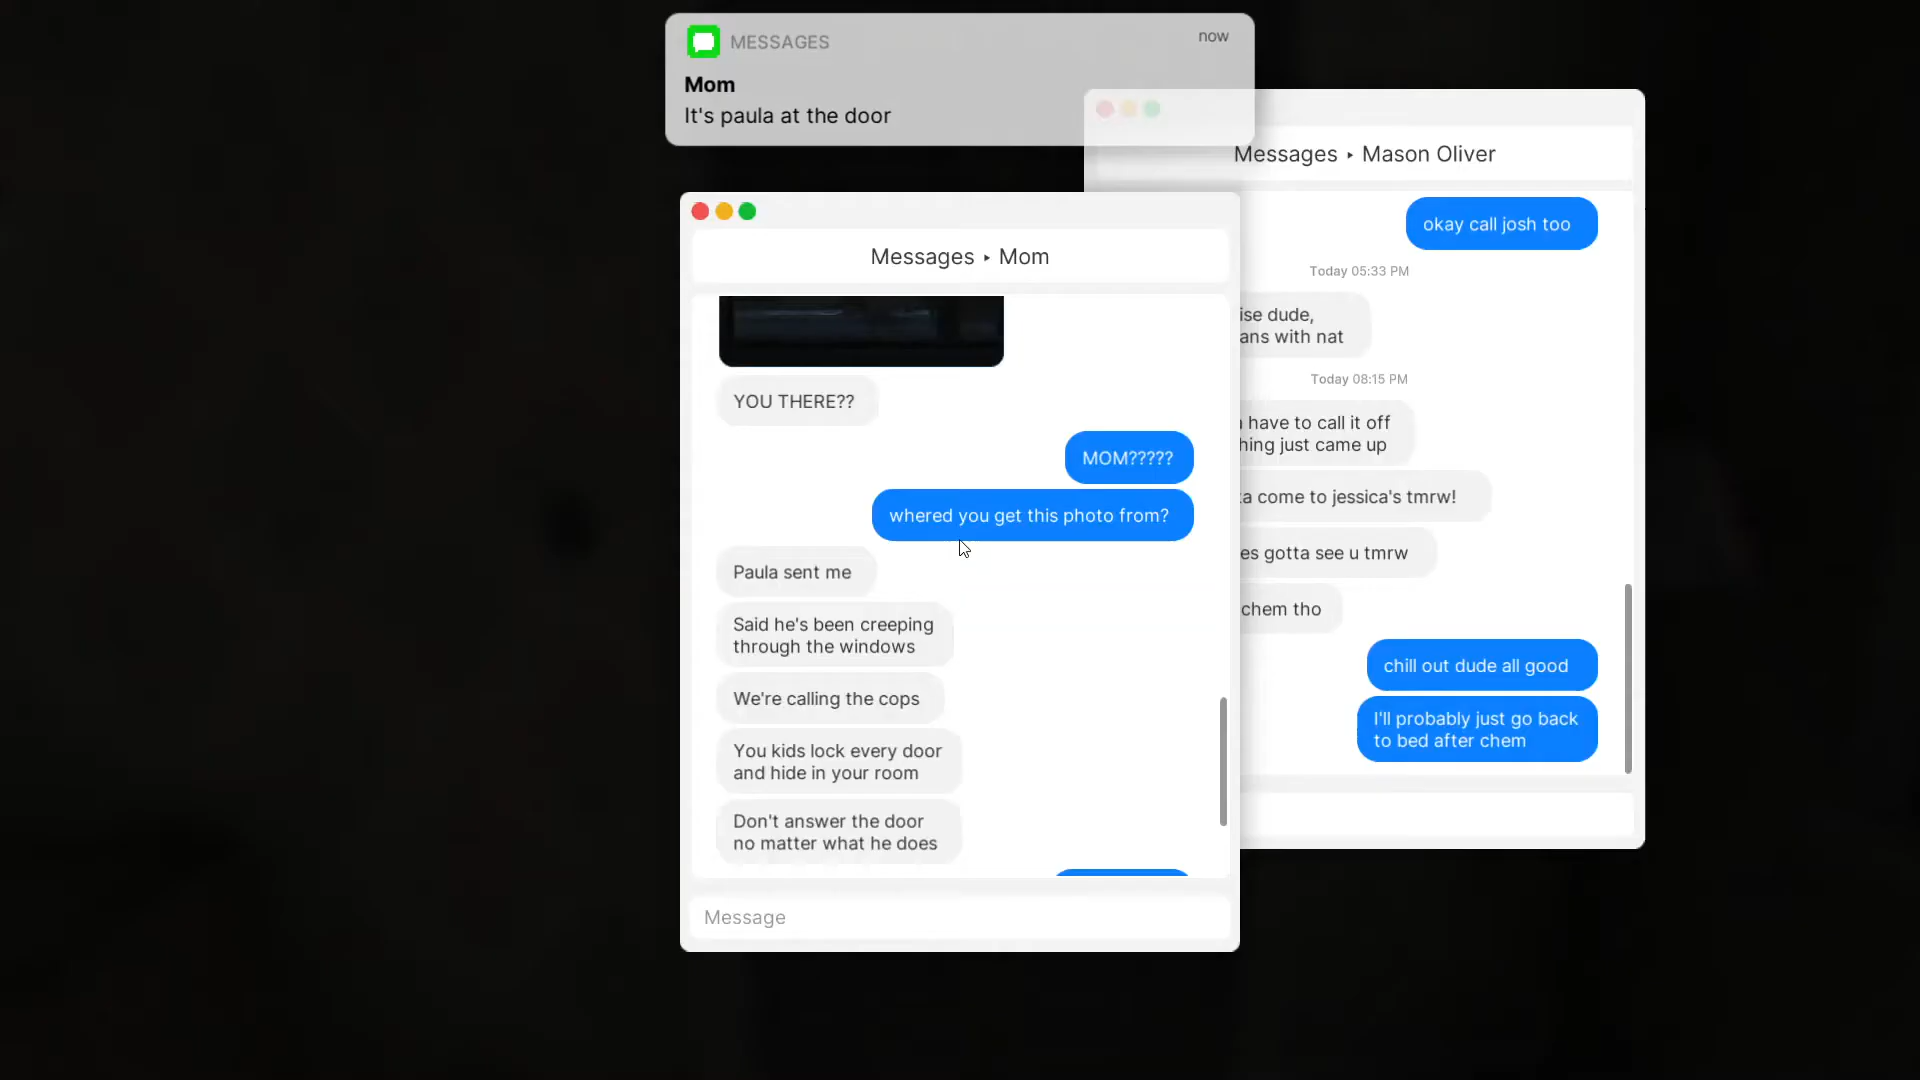 MESSAGES
now
Mom
It's paula at the door
Messages ‣ Mason Oliver
okay call josh too
Today 05:33 PM
dude,
with nat
Today 08:15 PM
have to call it off
just came up
come to jessica's tmrw!
gotta see u tmrw
chem tho
chill out dude all good
I'll probably just go back
to bed after chem
Messages ‣ Mom
YOU THERE??
MOM?????
whered you get this photo from?
Paula sent me
Said he's been creeping
through the windows
We're calling the cops
You kids lock every door
and hide in your room
Don't answer the door
no matter what he does
Message